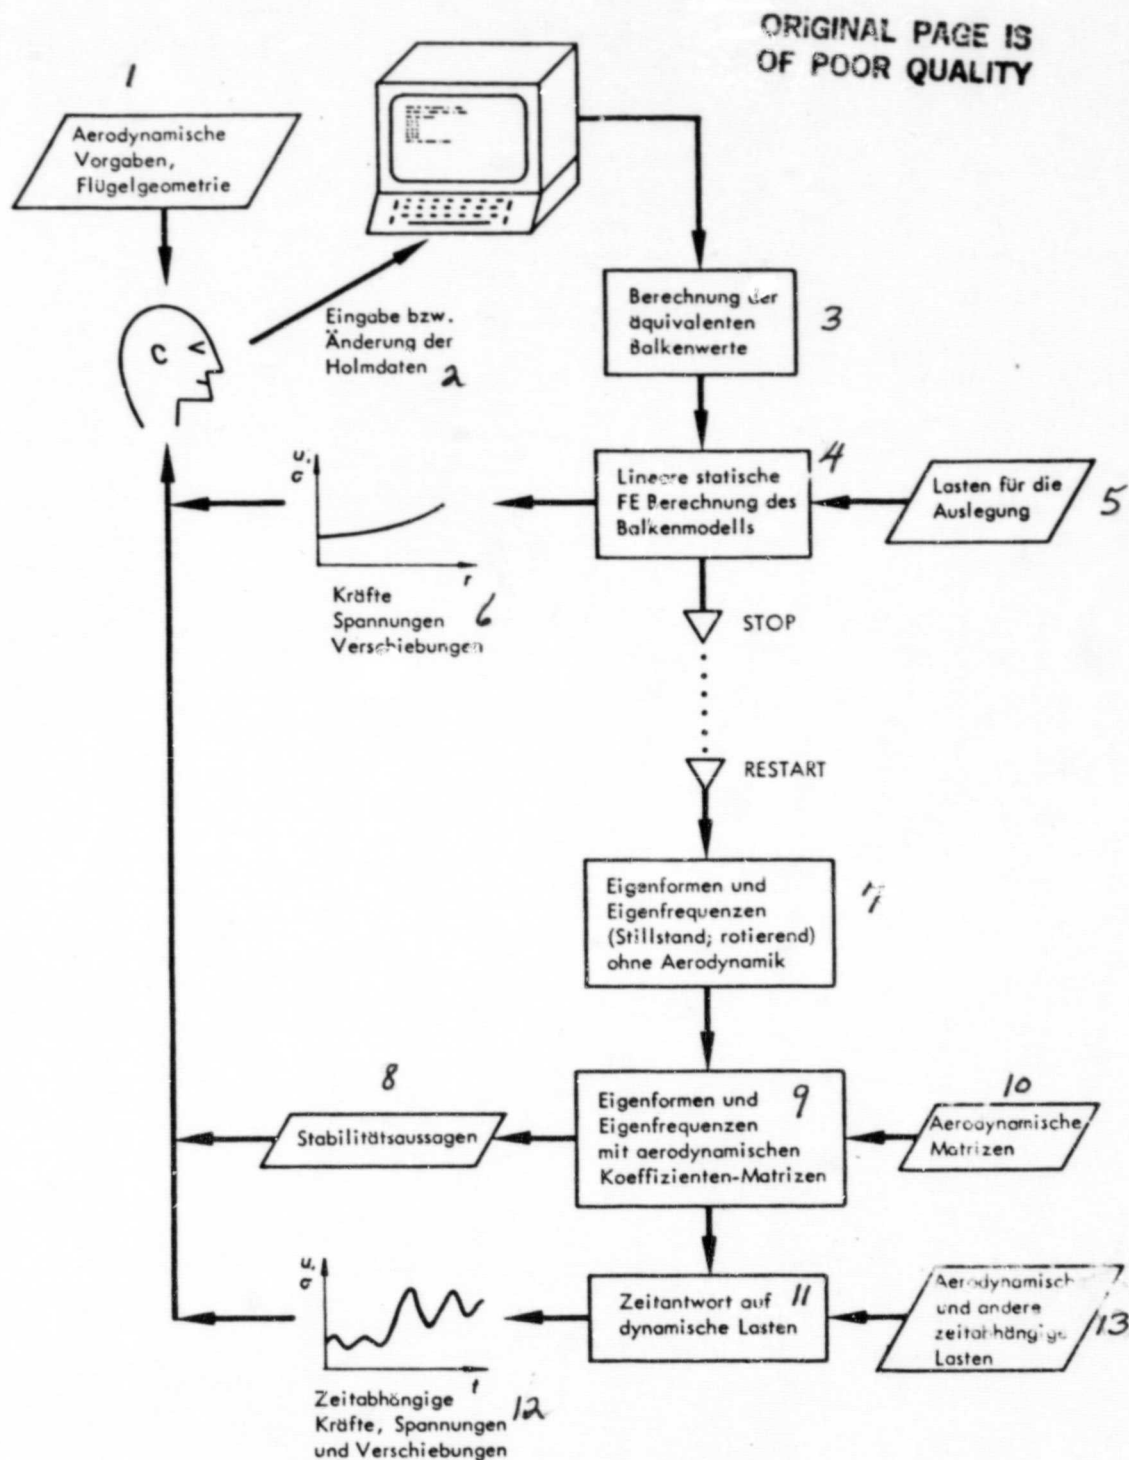 ORIGINAL PAGE IS
OF POOR QUALITY
1
Aerodynamische
Vorgaben,
Flügelgeometrie
Eingabe bzw.
Änderung der
Holmdaten 2
Berechnung der
äquivalenten
Balkenwerte
3
4
Lineare statische
FE Berechnung des
Balkenmodells
Lasten für die
Auslegung
5
u,
σ
r
Kräfte
Spannungen 6
Verschiebungen
STOP
RESTART
Eigenformen und
Eigenfrequenzen
(Stillstand; rotierend)
ohne Aerodynamik
7
8
Stabilitätsaussagen
Eigenformen und 9
Eigenfrequenzen
mit aerodynamischen
Koeffizienten-Matrizen
10
Aerodynamische
Matrizen
u,
σ
t
Zeitabhängige 12
Kräfte, Spannungen
und Verschiebungen
Zeitantwort auf 11
dynamische Lasten
Aerodynamisch
und andere
zeitabhängige 13
Lasten